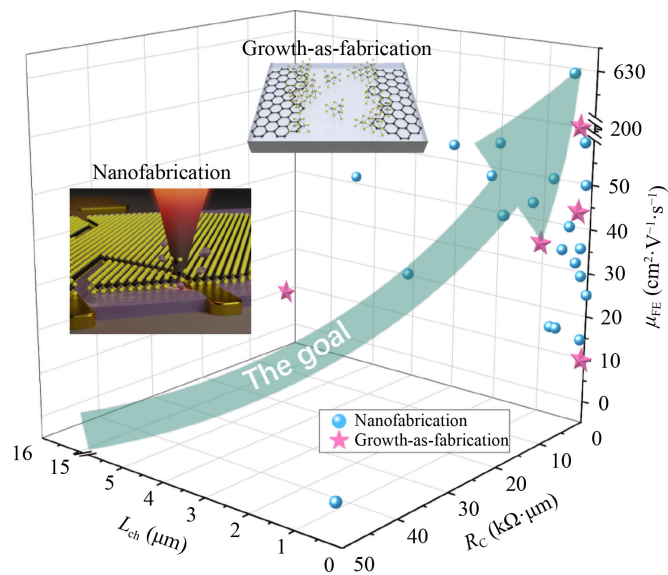 Growth-as-fabrication
Nanofabrication
630
200
50
40
30
20
10
0
μFE (cm²·V⁻¹·s⁻¹)
The goal
Nanofabrication
Growth-as-fabrication
16
15
5
4
3
2
1
0
Lch (μm)
50
40
30
20
10
0
RC (kΩ·μm)